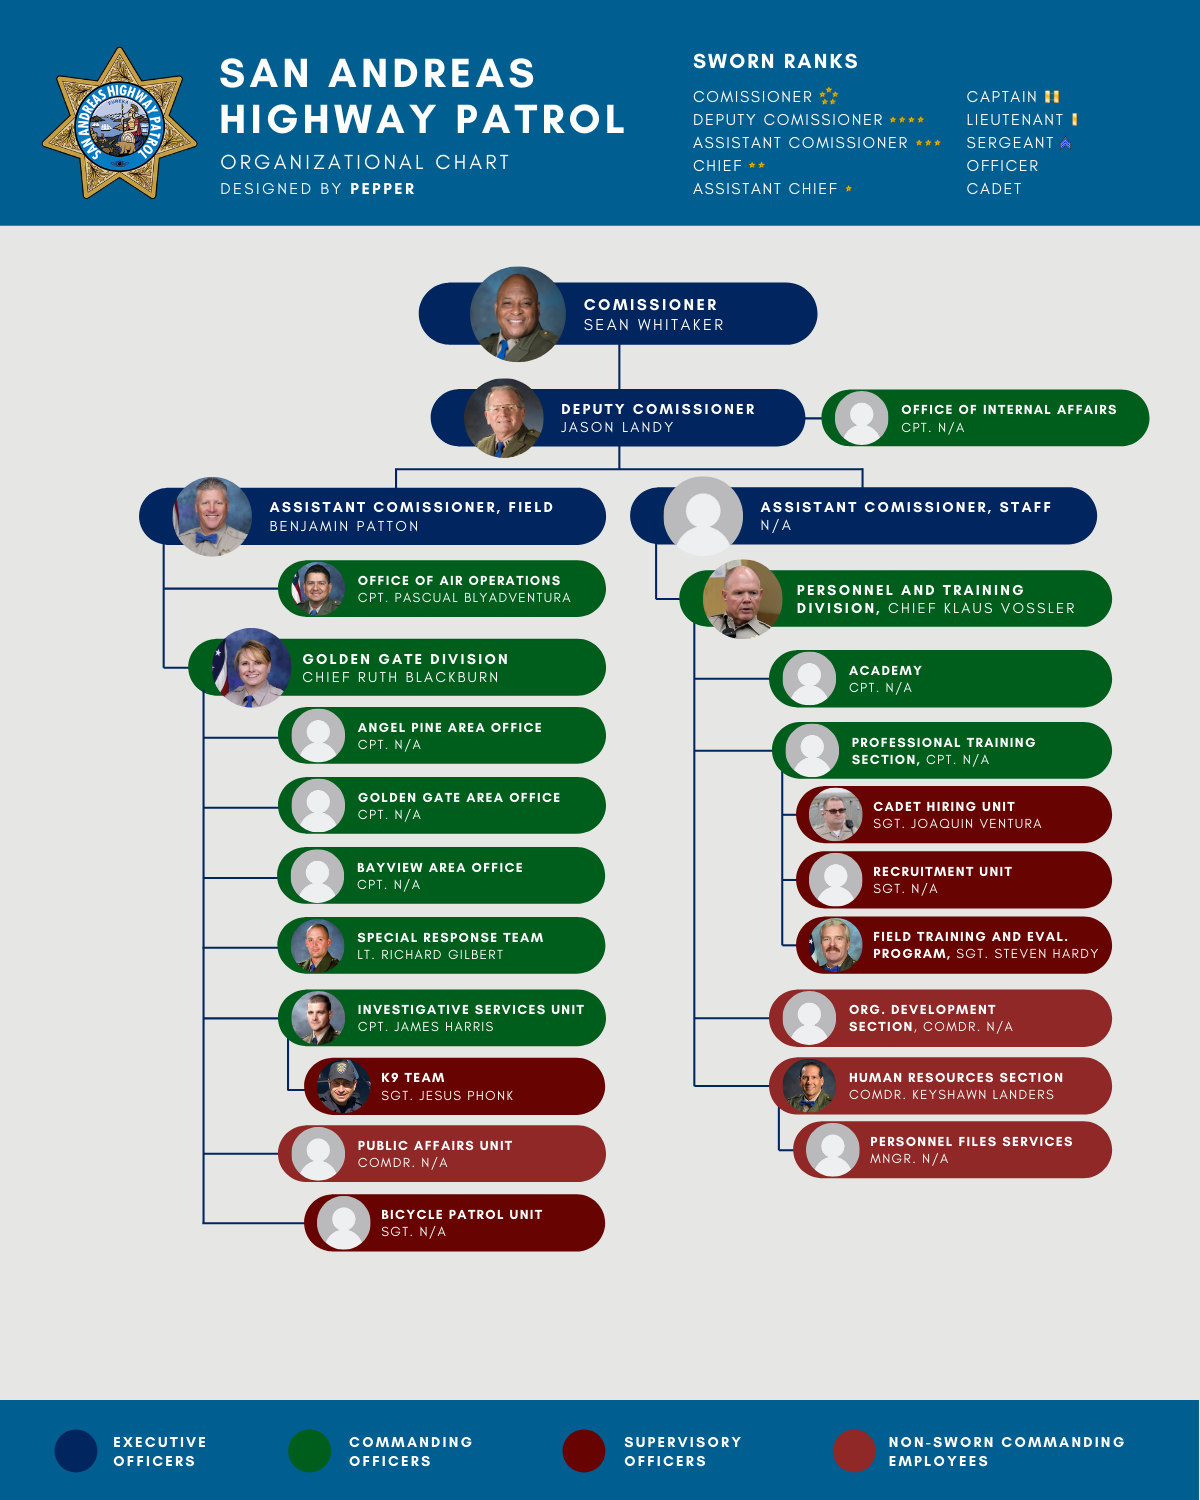 SAN ANDREAS HIGHWAY PATROL
EUREKA
SAN ANDREAS
HIGHWAY PATROL
ORGANIZATIONAL CHART
DESIGNED BY PEPPER
SWORN RANKS
COMISSIONER
DEPUTY COMISSIONER
ASSISTANT COMISSIONER
CHIEF
ASSISTANT CHIEF
CAPTAIN
LIEUTENANT
SERGEANT
OFFICER
CADET
COMISSIONER
SEAN WHITAKER
DEPUTY COMISSIONER
JASON LANDY
OFFICE OF INTERNAL AFFAIRS
CPT. N/A
ASSISTANT COMISSIONER, FIELD
BENJAMIN PATTON
OFFICE OF AIR OPERATIONS
CPT. PASCUAL BLYADVENTURA
GOLDEN GATE DIVISION
CHIEF RUTH BLACKBURN
ANGEL PINE AREA OFFICE
CPT. N/A
GOLDEN GATE AREA OFFICE
CPT. N/A
BAYVIEW AREA OFFICE
CPT. N/A
SPECIAL RESPONSE TEAM
LT. RICHARD GILBERT
INVESTIGATIVE SERVICES UNIT
CPT. JAMES HARRIS
K9 TEAM
SGT. JESUS PHONK
PUBLIC AFFAIRS UNIT
COMDR. N/A
BICYCLE PATROL UNIT
SGT. N/A
ASSISTANT COMISSIONER, STAFF
N/A
PERSONNEL AND TRAINING
DIVISION, CHIEF KLAUS VOSSLER
ACADEMY
CPT. N/A
PROFESSIONAL TRAINING
SECTION, CPT. N/A
CADET HIRING UNIT
SGT. JOAQUIN VENTURA
RECRUITMENT UNIT
SGT. N/A
FIELD TRAINING AND EVAL.
PROGRAM, SGT. STEVEN HARDY
ORG. DEVELOPMENT
SECTION, COMDR. N/A
HUMAN RESOURCES SECTION
COMDR. KEYSHAWN LANDERS
PERSONNEL FILES SERVICES
MNGR. N/A
EXECUTIVE
OFFICERS
COMMANDING
OFFICERS
SUPERVISORY
OFFICERS
NON-SWORN COMMANDING
EMPLOYEES